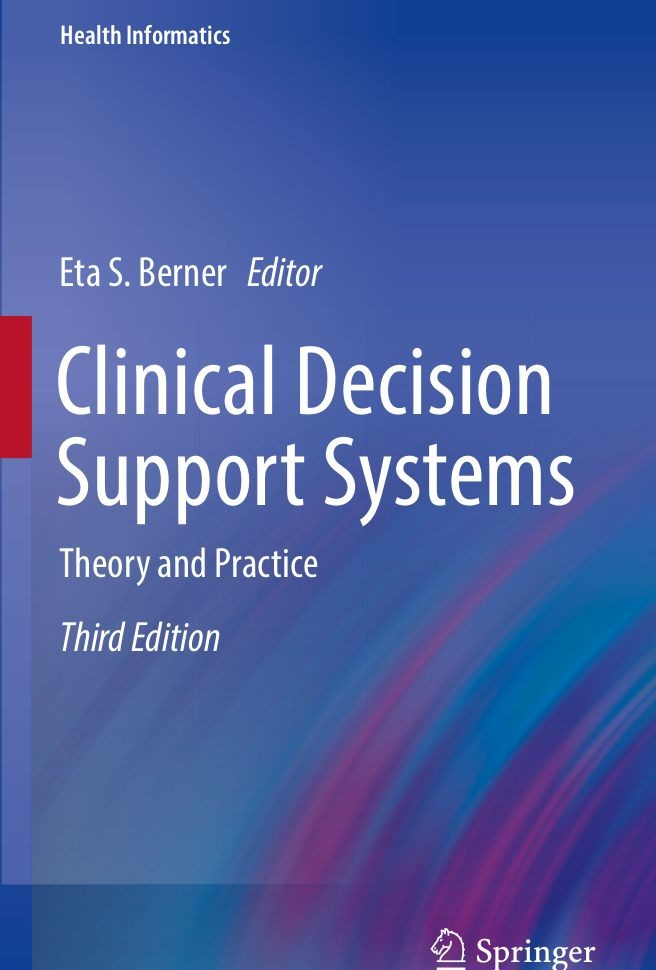 Health Informatics
Eta S. Berner Editor
Clinical Decision
Support Systems
Theory and Practice
Third Edition
Springer